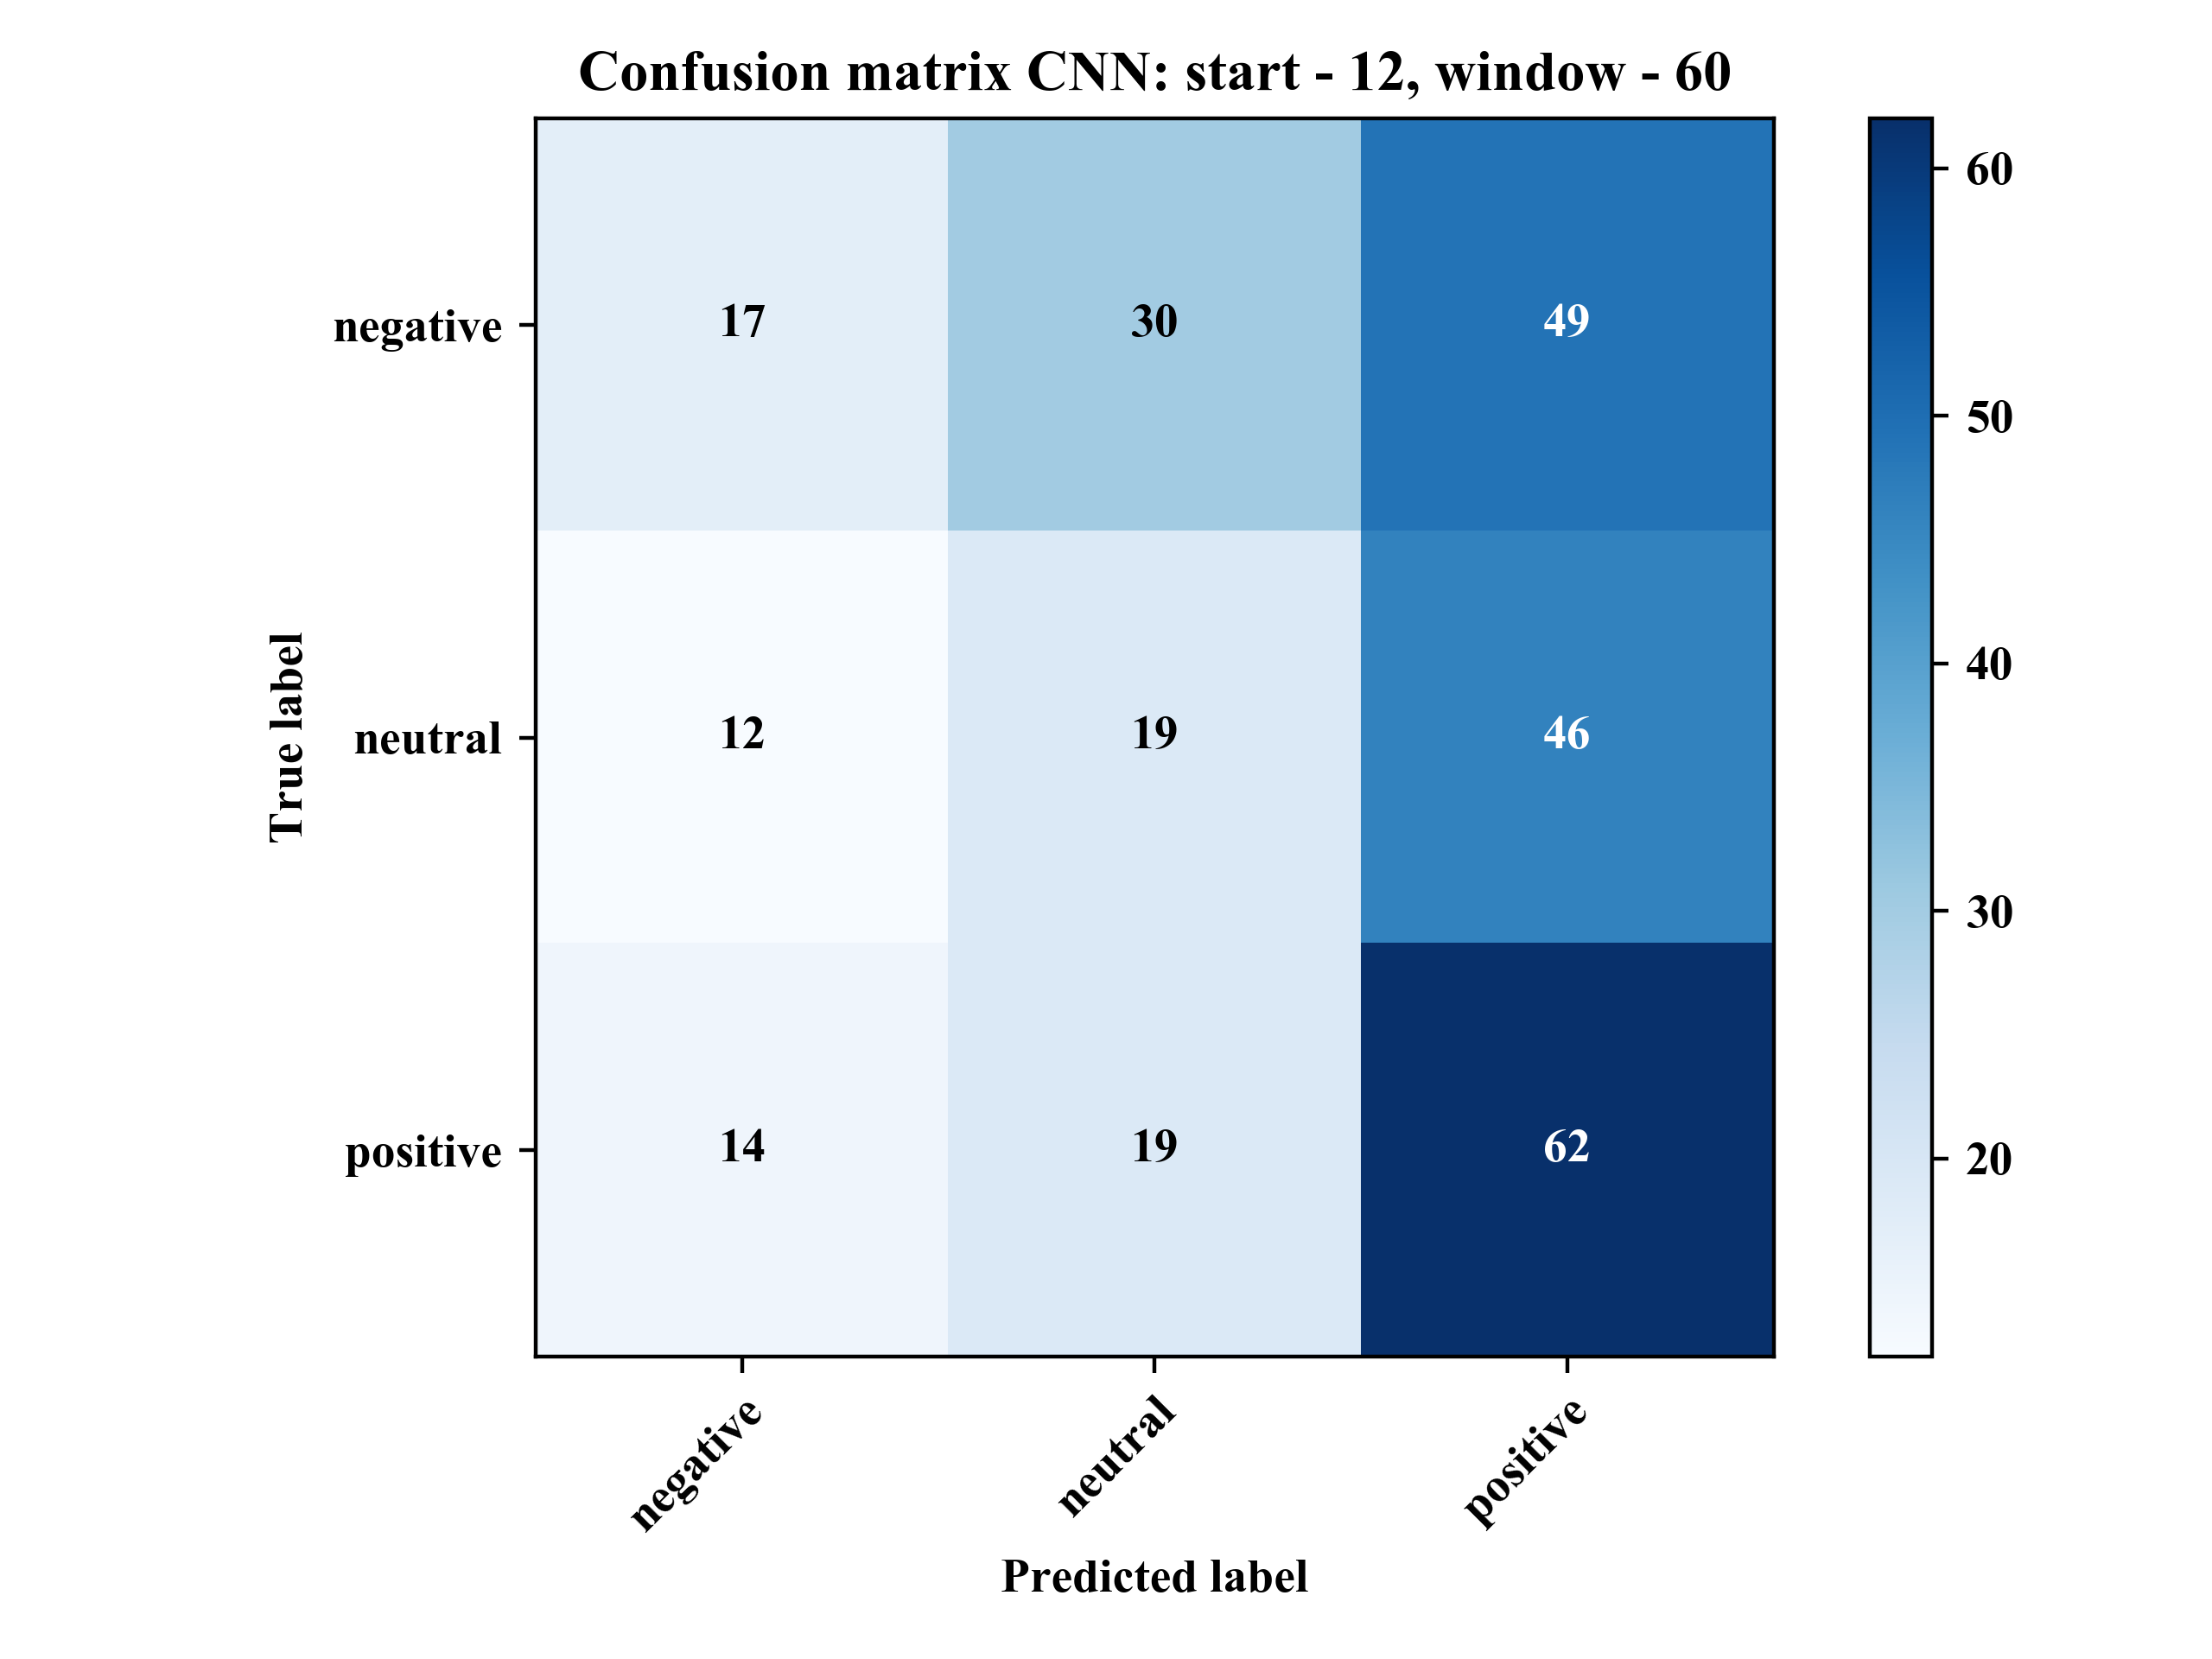 Confusion matrix CNN: start - 12, window - 60
60
50
40
30
20
True label
negative
neutral
positive
17 30 49
12 19 46
14 19 62
negative neutral positive
Predicted label